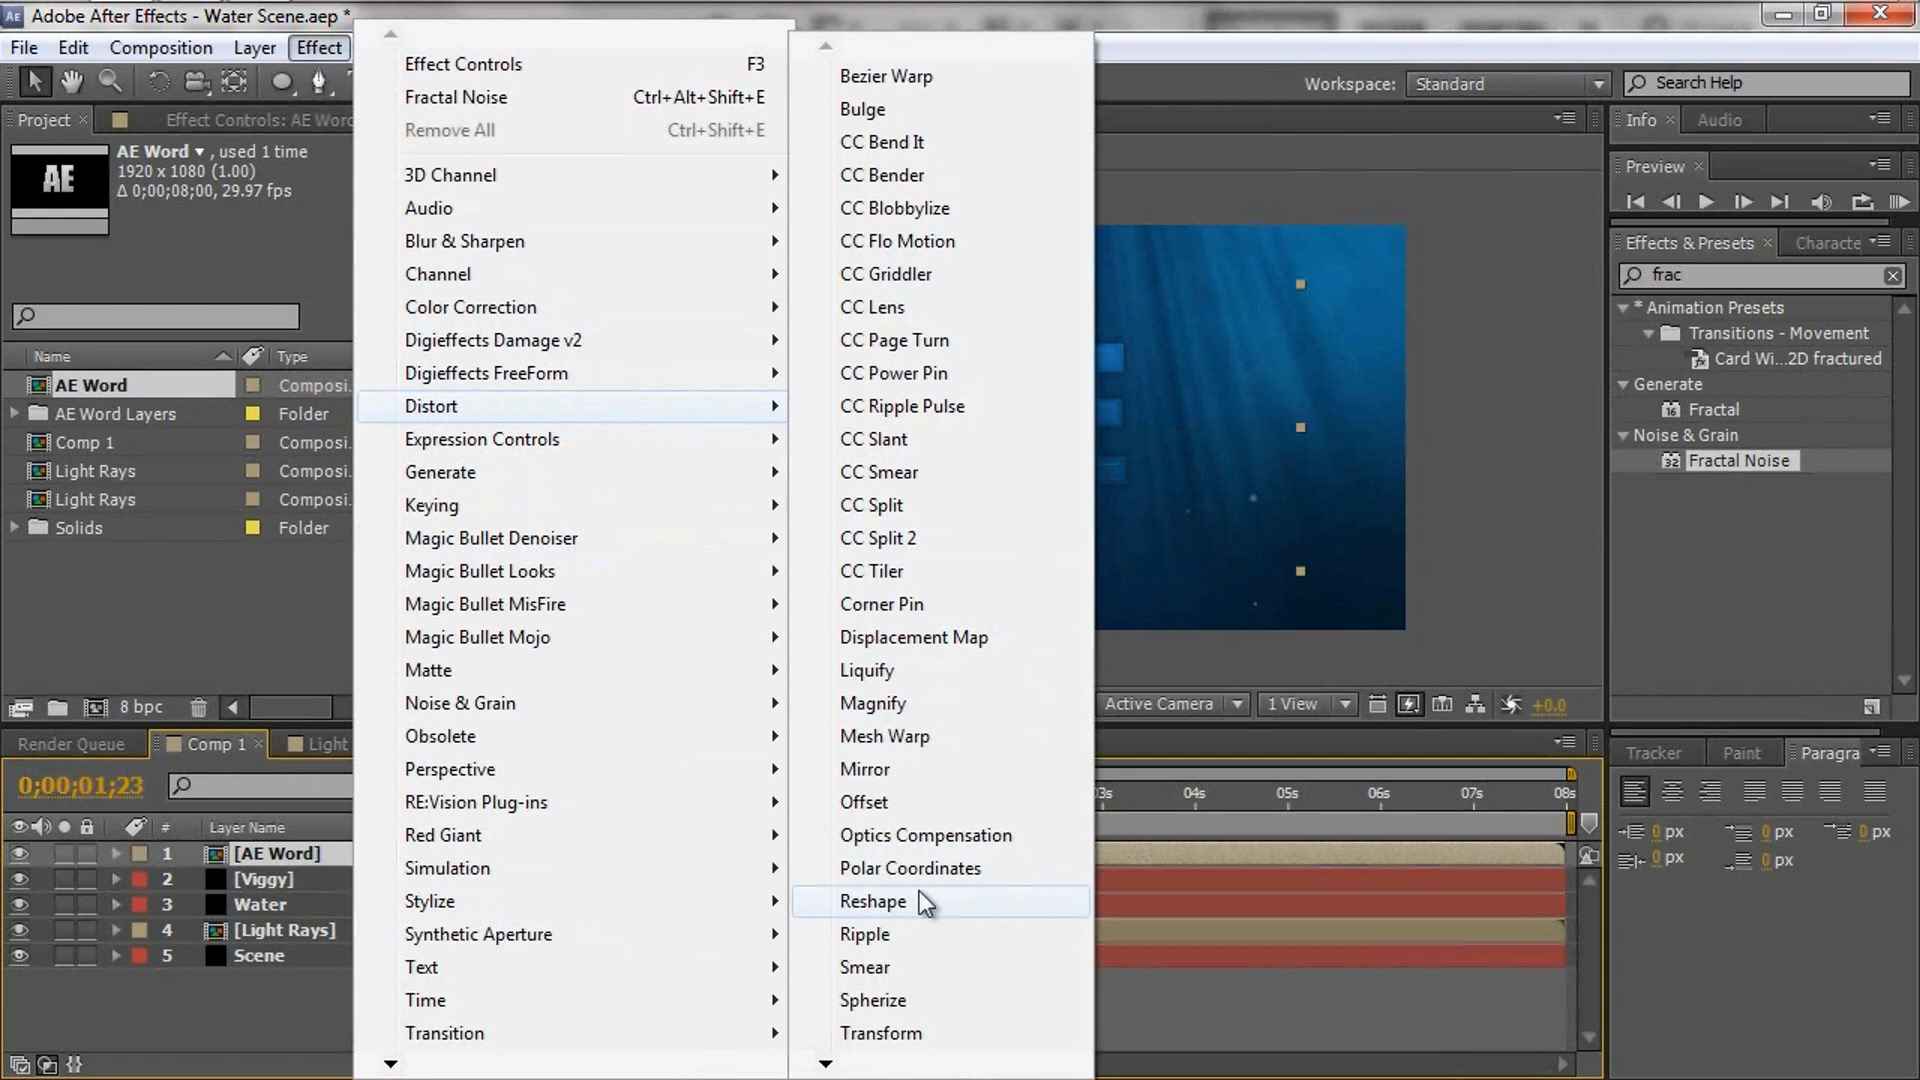 Adobe After Effects - Water Scene.aep *
File Edit Composition Layer Effect
Workspace: Standard
Search Help
Project
Effect Controls: AE Word
AE Word , used 1 time
1920 x 1080 (1.00)
Δ 0;00;08;00, 29.97 fps
AE
Name Type
AE Word Composi.
AE Word Layers Folder
Comp 1 Composi.
Light Rays Composi.
Light Rays Composi.
Solids Folder
8 bpc
Effect Controls F3
Fractal Noise Ctrl+Alt+Shift+E
Remove All Ctrl+Shift+E
3D Channel
Audio
Blur & Sharpen
Channel
Color Correction
Digieffects Damage v2
Digieffects FreeForm
Distort
Expression Controls
Generate
Keying
Magic Bullet Denoiser
Magic Bullet Looks
Magic Bullet MisFire
Magic Bullet Mojo
Matte
Noise & Grain
Obsolete
Perspective
RE:Vision Plug-ins
Red Giant
Simulation
Stylize
Synthetic Aperture
Text
Time
Transition
Bezier Warp
Bulge
CC Bend It
CC Bender
CC Blobbylize
CC Flo Motion
CC Griddler
CC Lens
CC Page Turn
CC Power Pin
CC Ripple Pulse
CC Slant
CC Smear
CC Split
CC Split 2
CC Tiler
Corner Pin
Displacement Map
Liquify
Magnify
Mesh Warp
Mirror
Offset
Optics Compensation
Polar Coordinates
Reshape
Ripple
Smear
Spherize
Transform
Active Camera 1 View +0.0
Info Audio
Preview
Effects & Presets Characte
frac
* Animation Presets
Transitions - Movement
Card Wi...2D fractured
Generate
16 Fractal
Noise & Grain
32 Fractal Noise
Render Queue Comp 1 Light
0;00;01;23
# Layer Name
1 [AE Word]
2 [Viggy]
3 Water
4 [Light Rays]
5 Scene
03s 04s 05s 06s 07s 08s
Tracker Paint Paragra
0 px 0 px 0 px
0 px 0 px